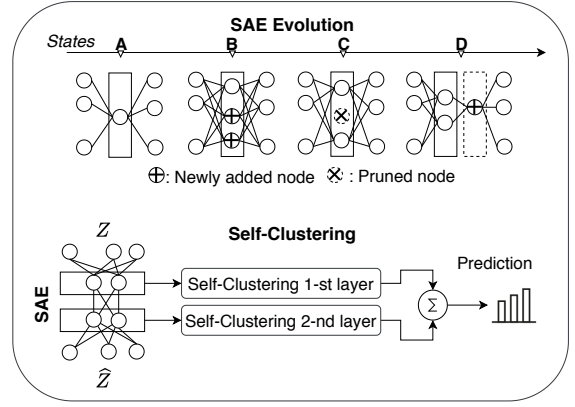 SAE Evolution
States A B C D
⊕: Newly added node ⊗: Pruned node
Z Self-Clustering
Prediction
SAE
Self-Clustering 1-st layer
Σ
Self-Clustering 2-nd layer
Ẑ